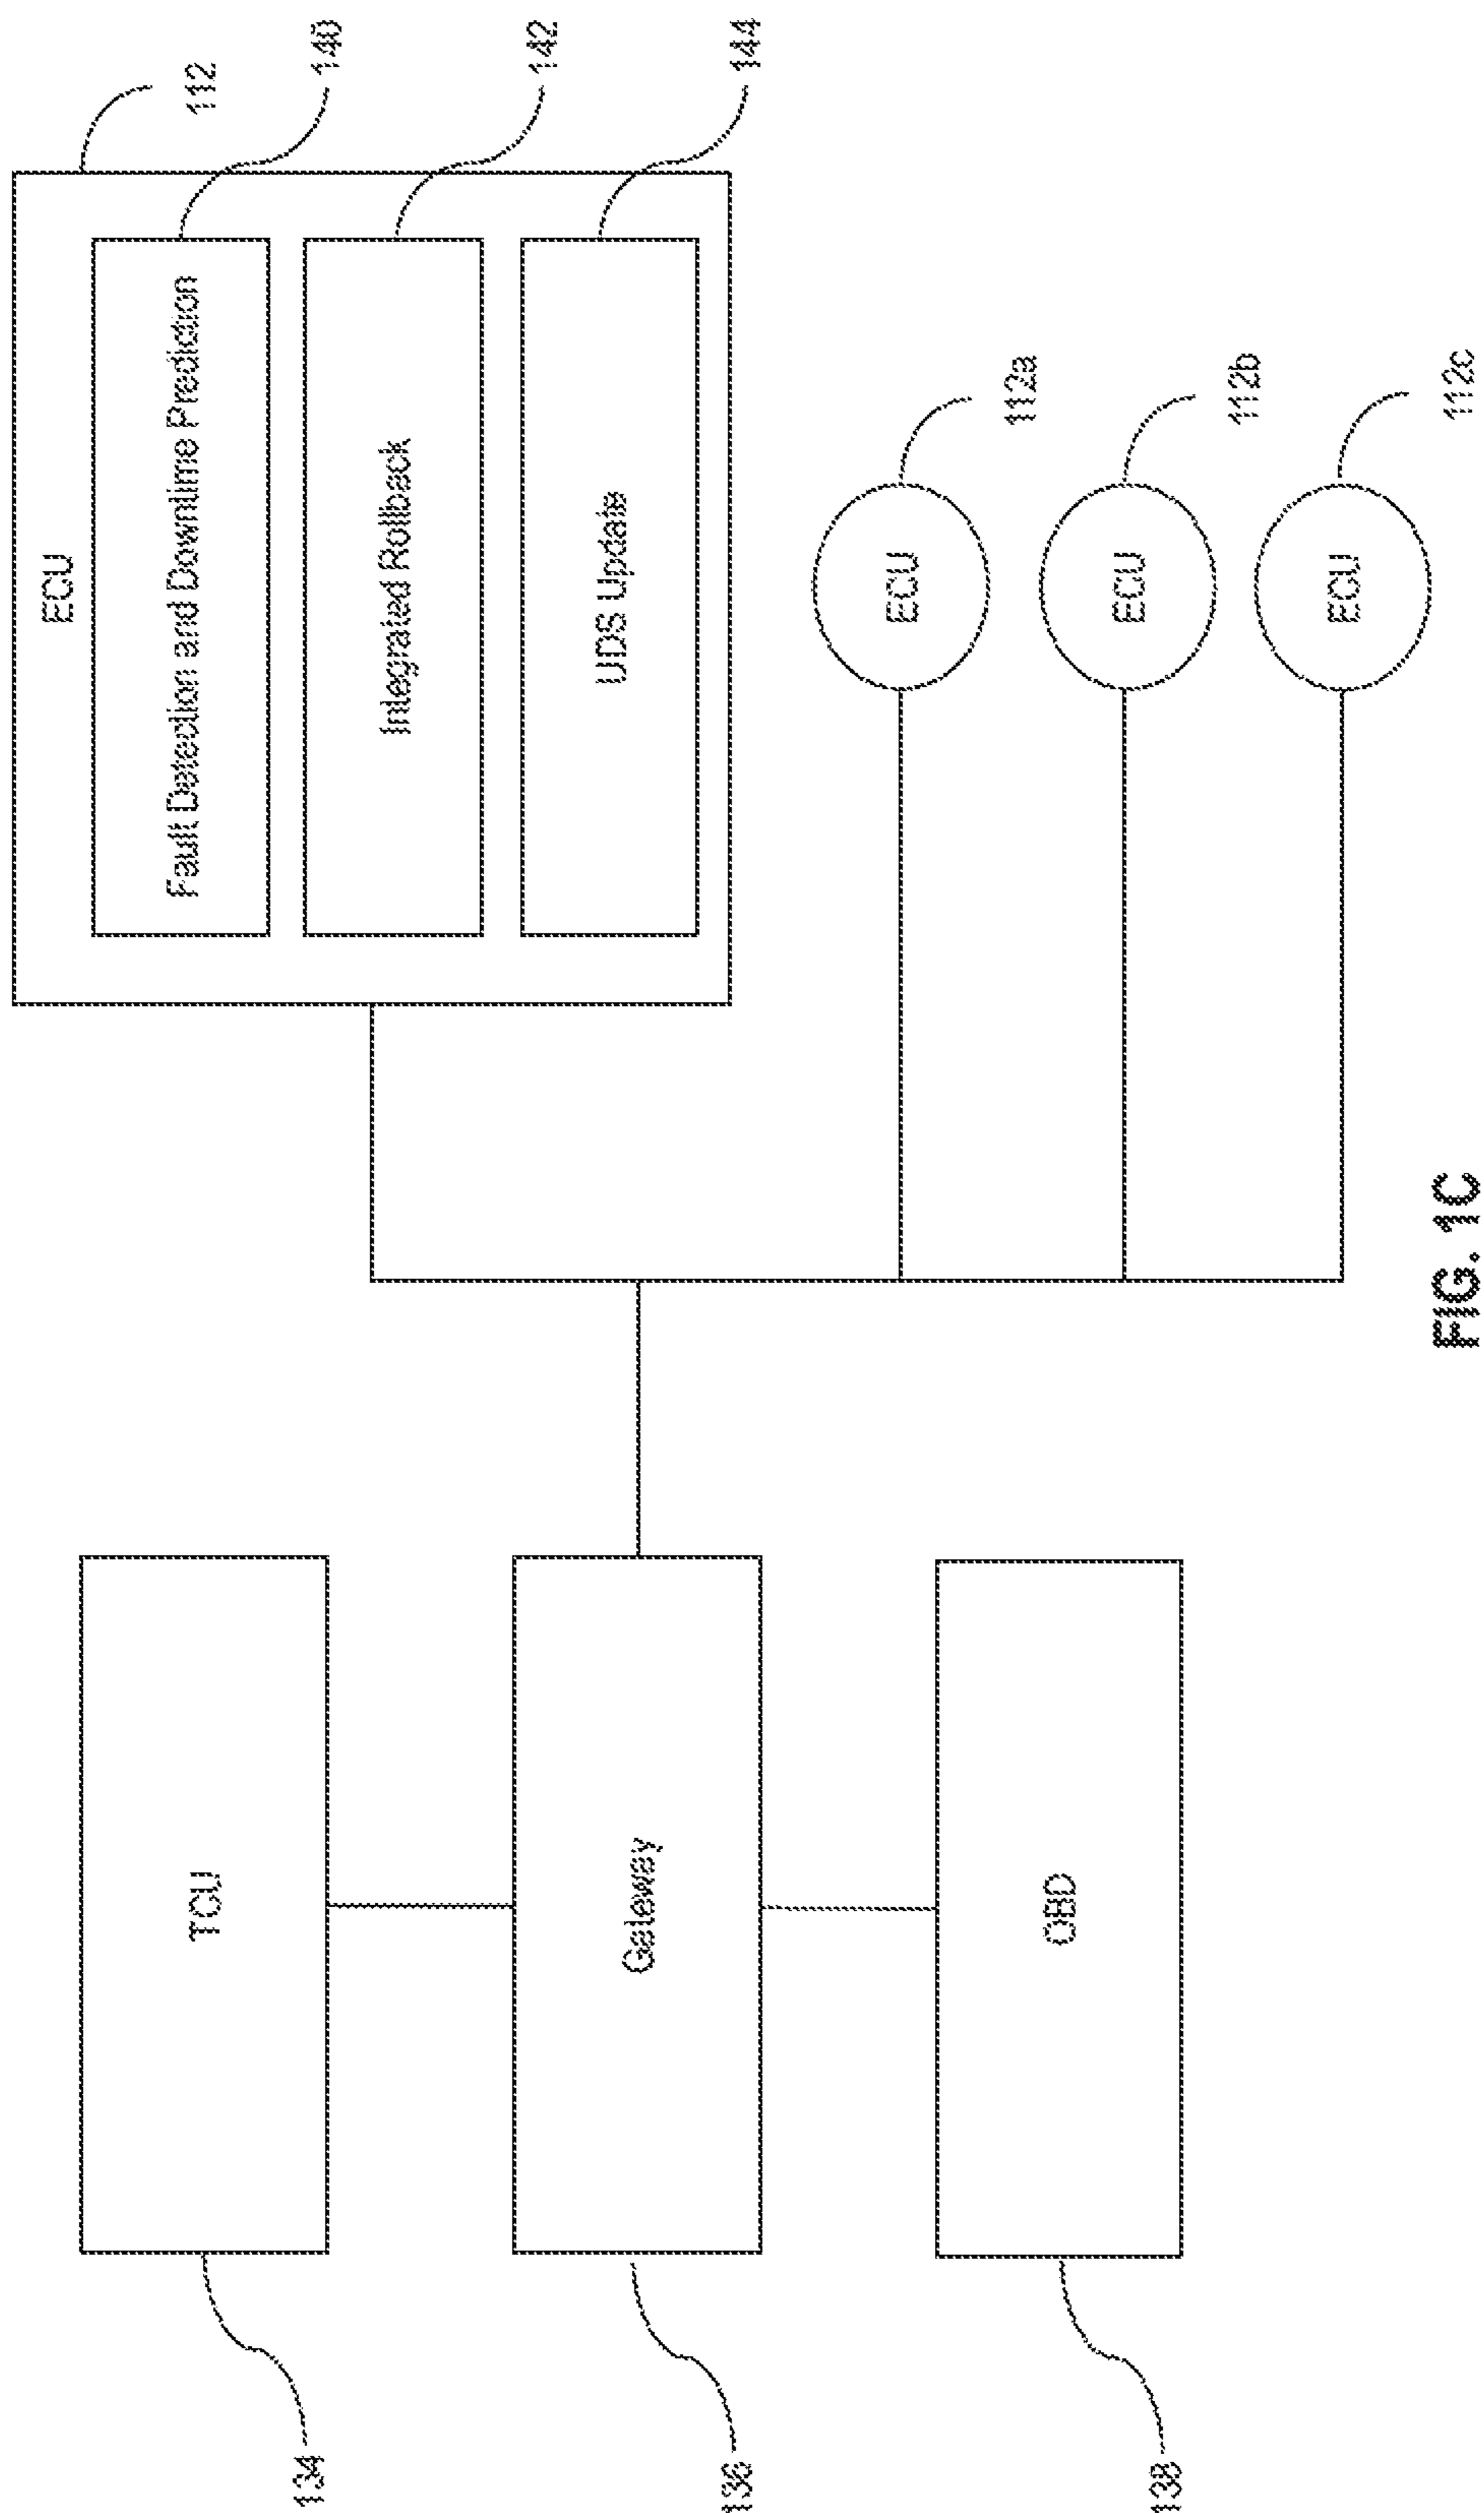 TCU
134
Gateway
136
OBD
138
ECU
112
Fault Detection and Downtime Prediction
140
Integrated Rollback
142
UDS Update
144
ECU
112a
ECU
112b
ECU
112c
FIG. 1C